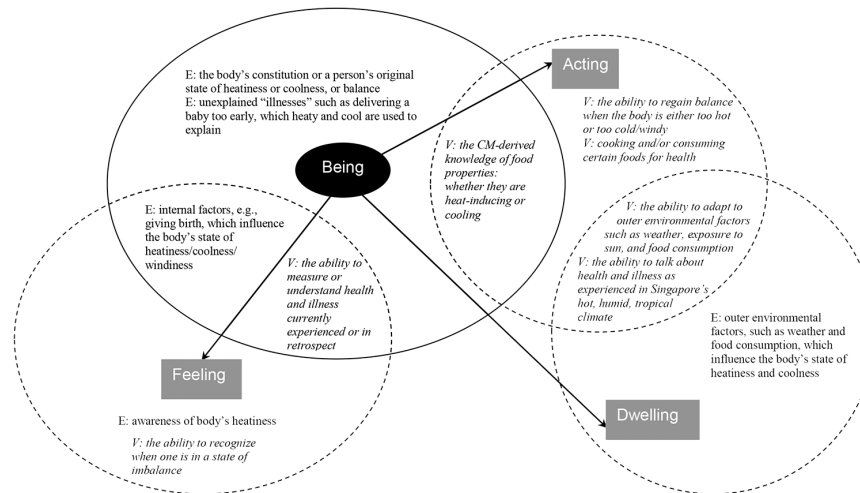 Acting
E: the body's constitution or a person's original
state of heatiness or coolness, or balance
E: unexplained “illnesses” such as delivering a
baby too early, which heaty and cool are used to
explain
V: the ability to regain balance
when the body is either too hot
or too cold/windy
V: cooking and/or consuming
certain foods for health
V: the CM-derived
knowledge of food
properties:
whether they are
heat-inducing or
cooling
Being
E: internal factors, e.g.,
giving birth, which influence
the body's state of
heatiness/coolness/
windiness
V: the ability to
measure or
understand health
and illness
currently
experienced or in
retrospect
V: the ability to adapt to
outer environmental factors
such as weather, exposure to
sun, and food consumption
V: the ability to talk about
health and illness as
experienced in Singapore's
hot, humid, tropical
climate
E: outer environmental
factors, such as weather and
food consumption, which
influence the body's state of
heatiness and coolness
Feeling
E: awareness of body's heatiness
V: the ability to recognize
when one is in a state of
imbalance
Dwelling